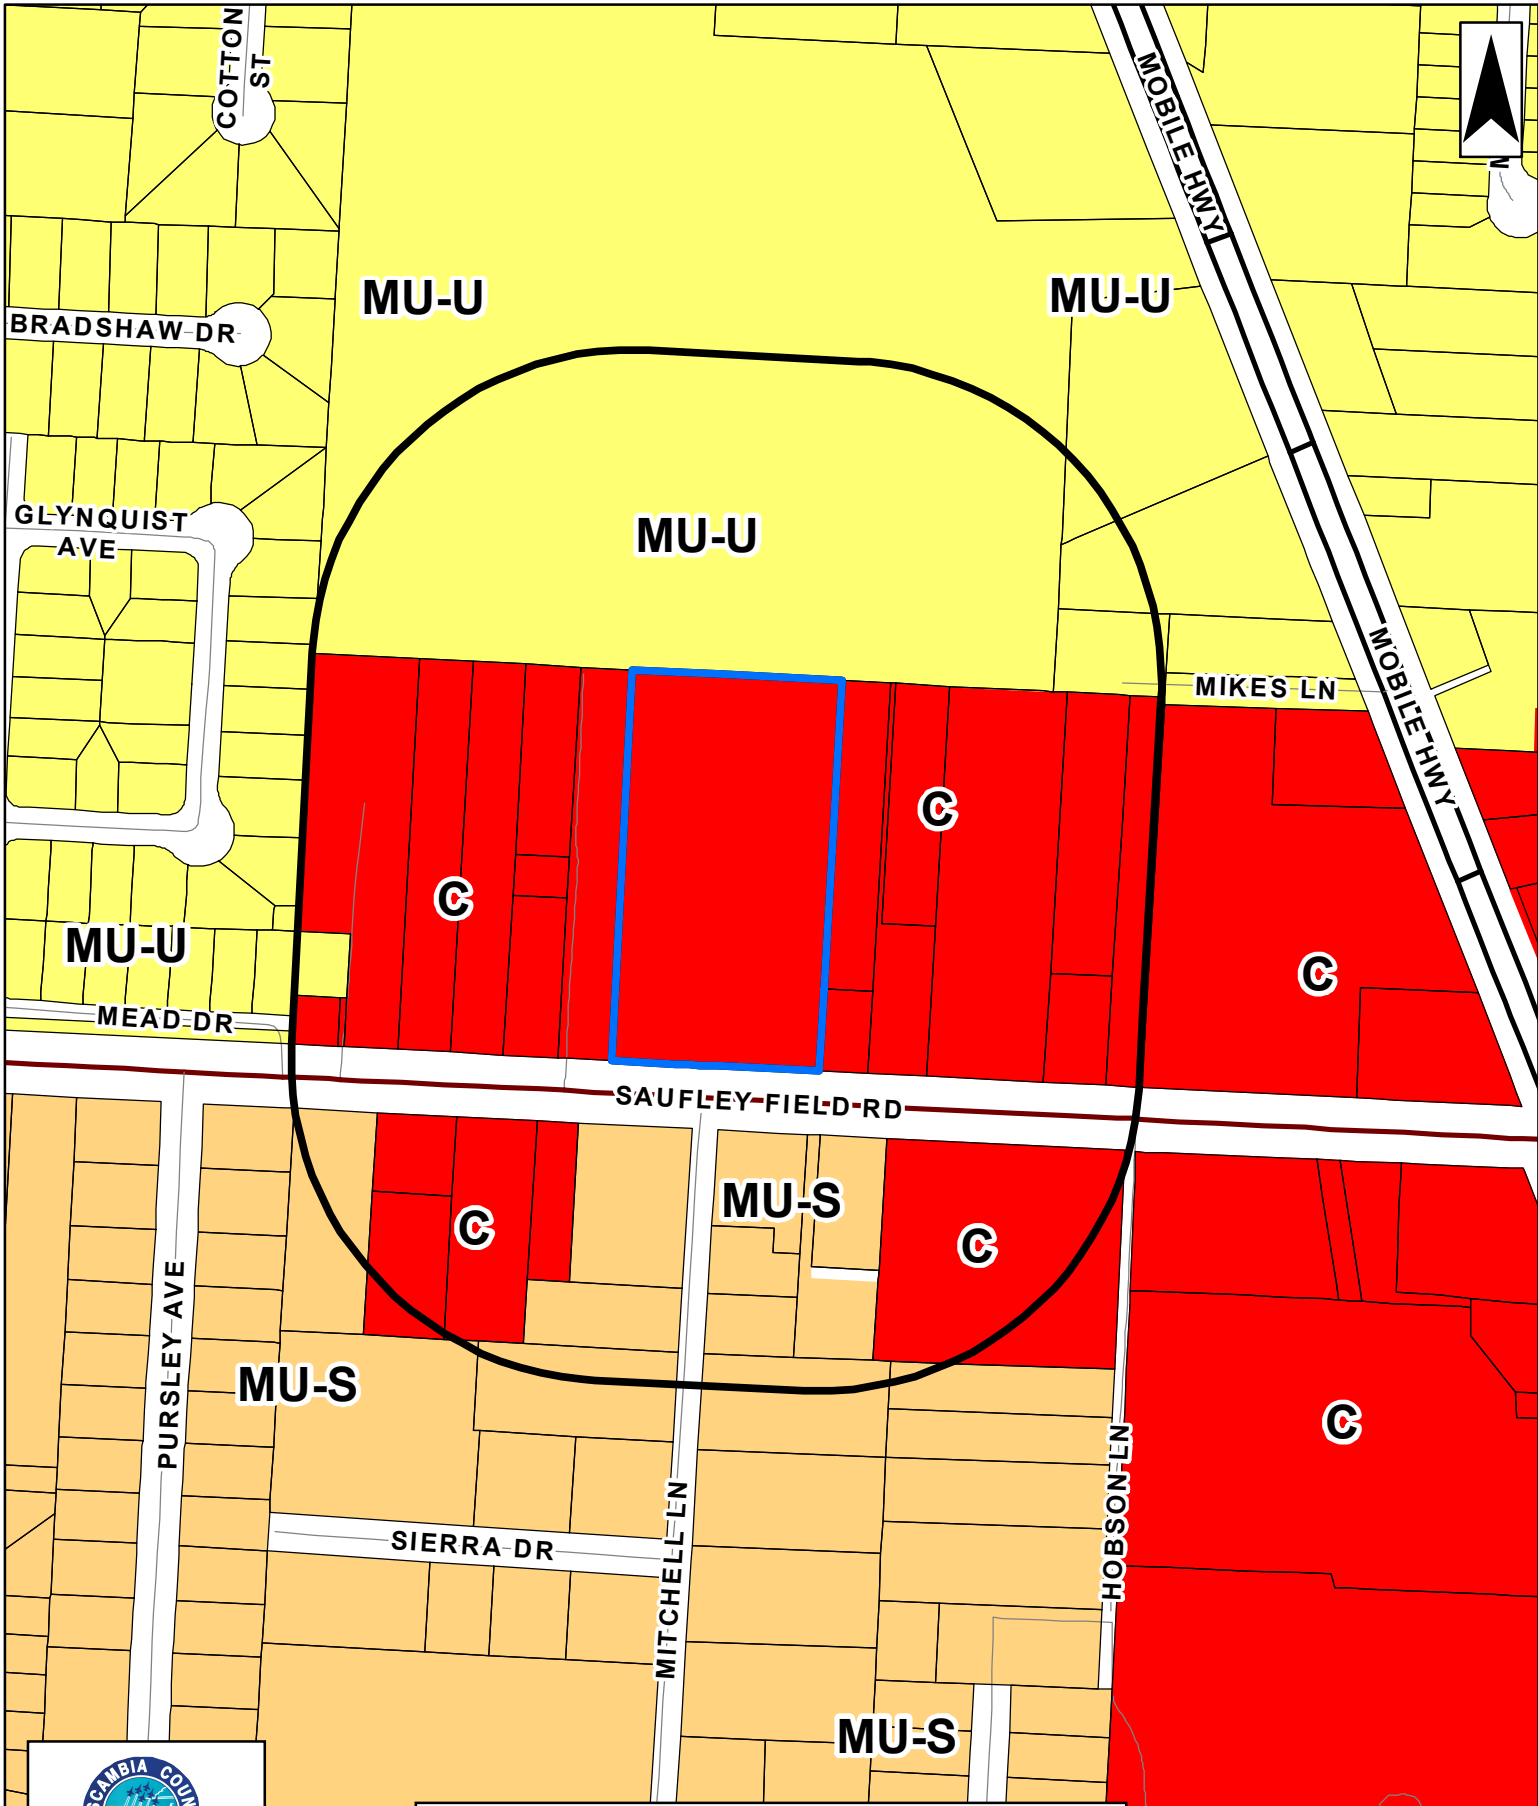 COTTON
ST
MOBILE HWY
MU-U
MU-U
BRADSHAW DR
GLYNQUIST
AVE
MU-U
MIKES LN
MOBILE HWY
C
C
MU-U
C
MEAD DR
SAUFLEY FIELD RD
MU-S
C
C
PURSLEY AVE
MU-S
C
HOBSON LN
MITCHELL LN
SIERRA DR
MU-S